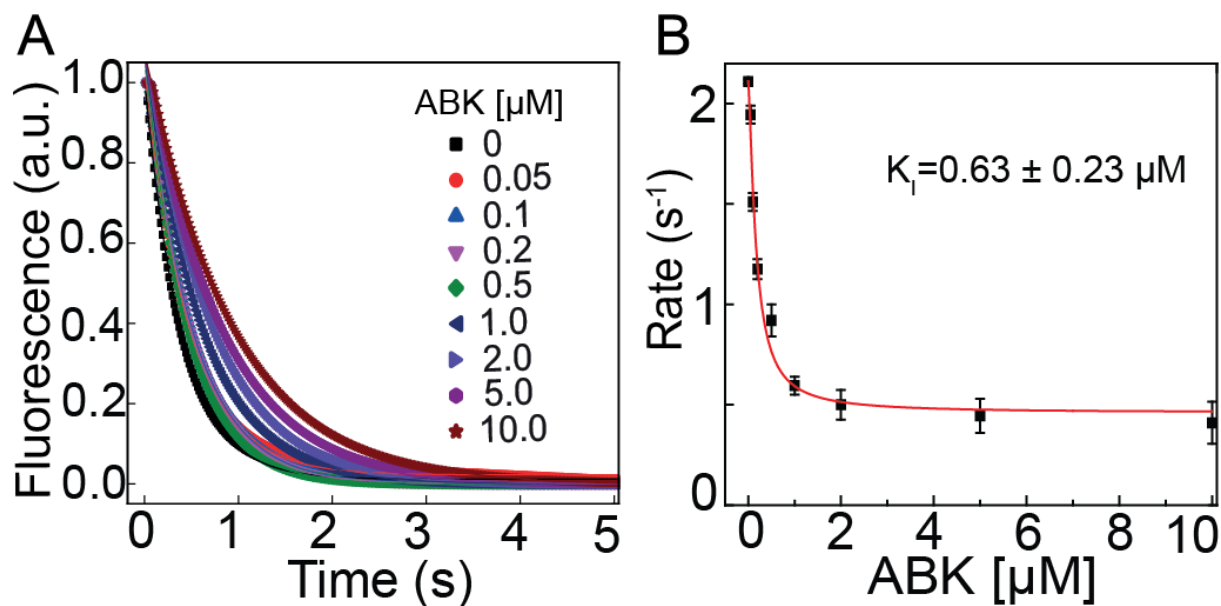 A
Fluorescence (a.u.)
1.0
0.8
0.6
0.4
0.2
0.0
ABK [µM]
0
0.05
0.1
0.2
0.5
1.0
2.0
5.0
10.0
0 1 2 3 4 5
Time (s)
B
Rate (s-1)
2
1
0
KI=0.63 ± 0.23 µM
0 2 4 6 8 10
ABK [µM]